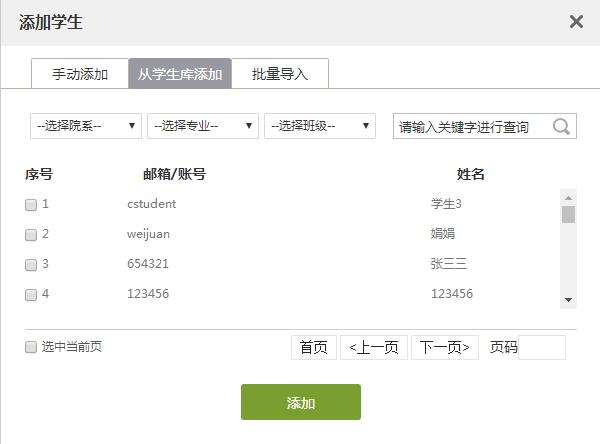 添加学生
手动添加 从学生库添加 批量导入
--选择院系-- --选择专业-- --选择班级-- 请输入关键字进行查询
序号 邮箱/账号 姓名
1 cstudent 学生3
2 weijuan 娟娟
3 654321 张三三
4 123456 123456
选中当前页 首页 <上一页 下一页> 页码
添加